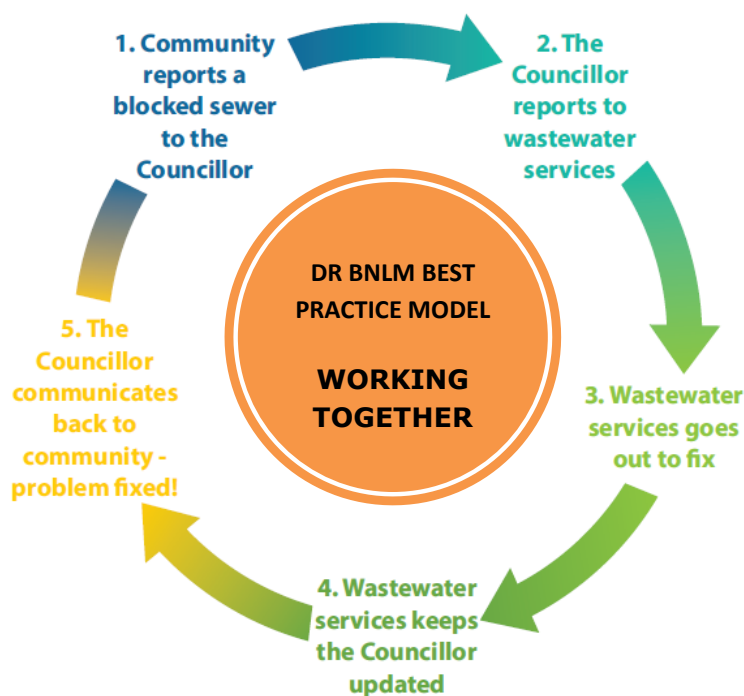 1. Community
reports a
blocked sewer
to the
Councillor
2. The
Councillor
reports to
wastewater
services
3. Wastewater
services goes
out to fix
4. Wastewater
services keeps
the Councillor
updated
5. The
Councillor
communicates
back to
community -
problem fixed!
DR BNLM BEST
PRACTICE MODEL
WORKING
TOGETHER